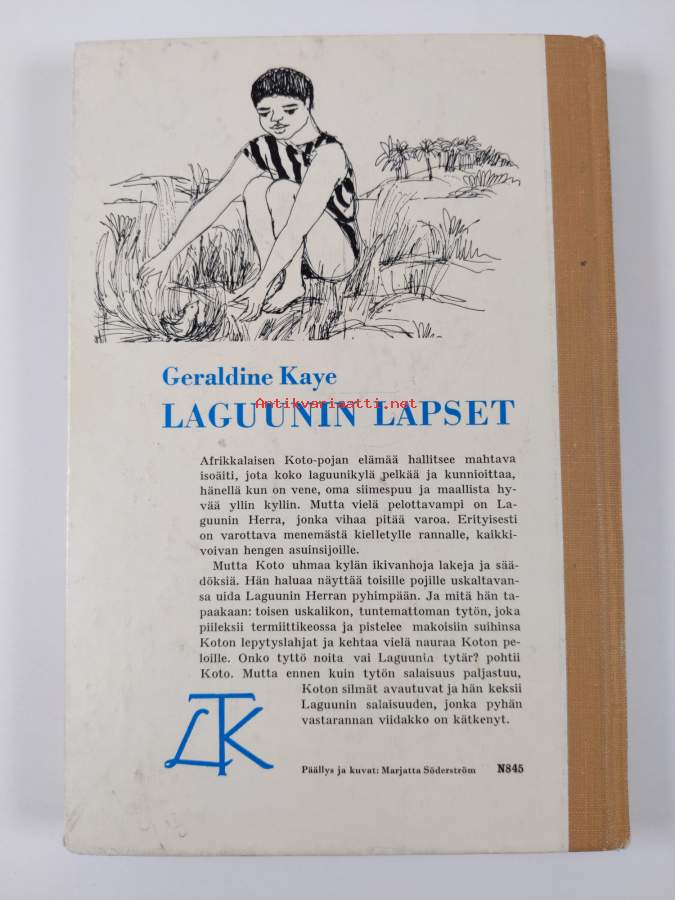 Geraldine Kaye
Antikvariaatti.net
LAGUUNIN LAPSET
Afrikkalaisen Koto-pojan elämää hallitsee mahtava
isoäiti, jota koko laguunikylä pelkää ja kunnioittaa,
hänellä kun on vene, oma siimespuu ja maallista hy-
vää yllin kyllin. Mutta vielä pelottavampi on La-
guunin Herra, jonka vihaa pitää varoa. Erityisesti
on varottava menemästä kielletylle rannalle, kaikki-
voivan hengen asuinsijoille.
Mutta Koto uhmaa kylän ikivanhoja lakeja ja sää-
döksiä. Hän haluaa näyttää toisille pojille uskaltavan-
sa uida Laguunin Herran pyhimpään. Ja mitä hän ta-
paakaan: toisen uskalikon, tuntemattoman tytön, joka
piileksii termiittikeossa ja pistelee makoisiin suihinsa
Koton lepytyslahjat ja kehtaa vielä nauraa Koton pe-
loille. Onko tyttö noita vai Laguunin tytär? pohtii
Koto. Mutta ennen kuin tytön salaisuus paljastuu,
Koton silmät avautuvat ja hän keksii
Laguunin salaisuuden, jonka pyhän
vastarannan viidakko on kätkenyt.
LTK
Päällys ja kuvat: Marjatta Söderström N845